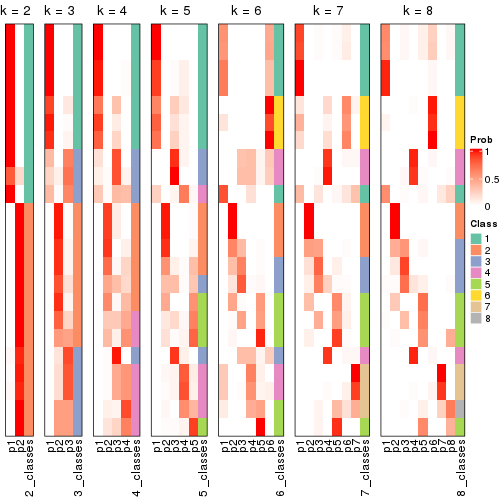 k = 2 k = 3 k = 4 k = 5 k = 6 k = 7 k = 8
Prob
1
0.5
0
Class
1
2
3
4
5
6
7
8
p1 p2 2_classes
p1 p2 p3 3_classes
p1 p2 p3 p4 4_classes
p1 p2 p3 p4 p5 5_classes
p1 p2 p3 p4 p5 p6 6_classes
p1 p2 p3 p4 p5 p6 p7 7_classes
p1 p2 p3 p4 p5 p6 p7 p8 8_classes